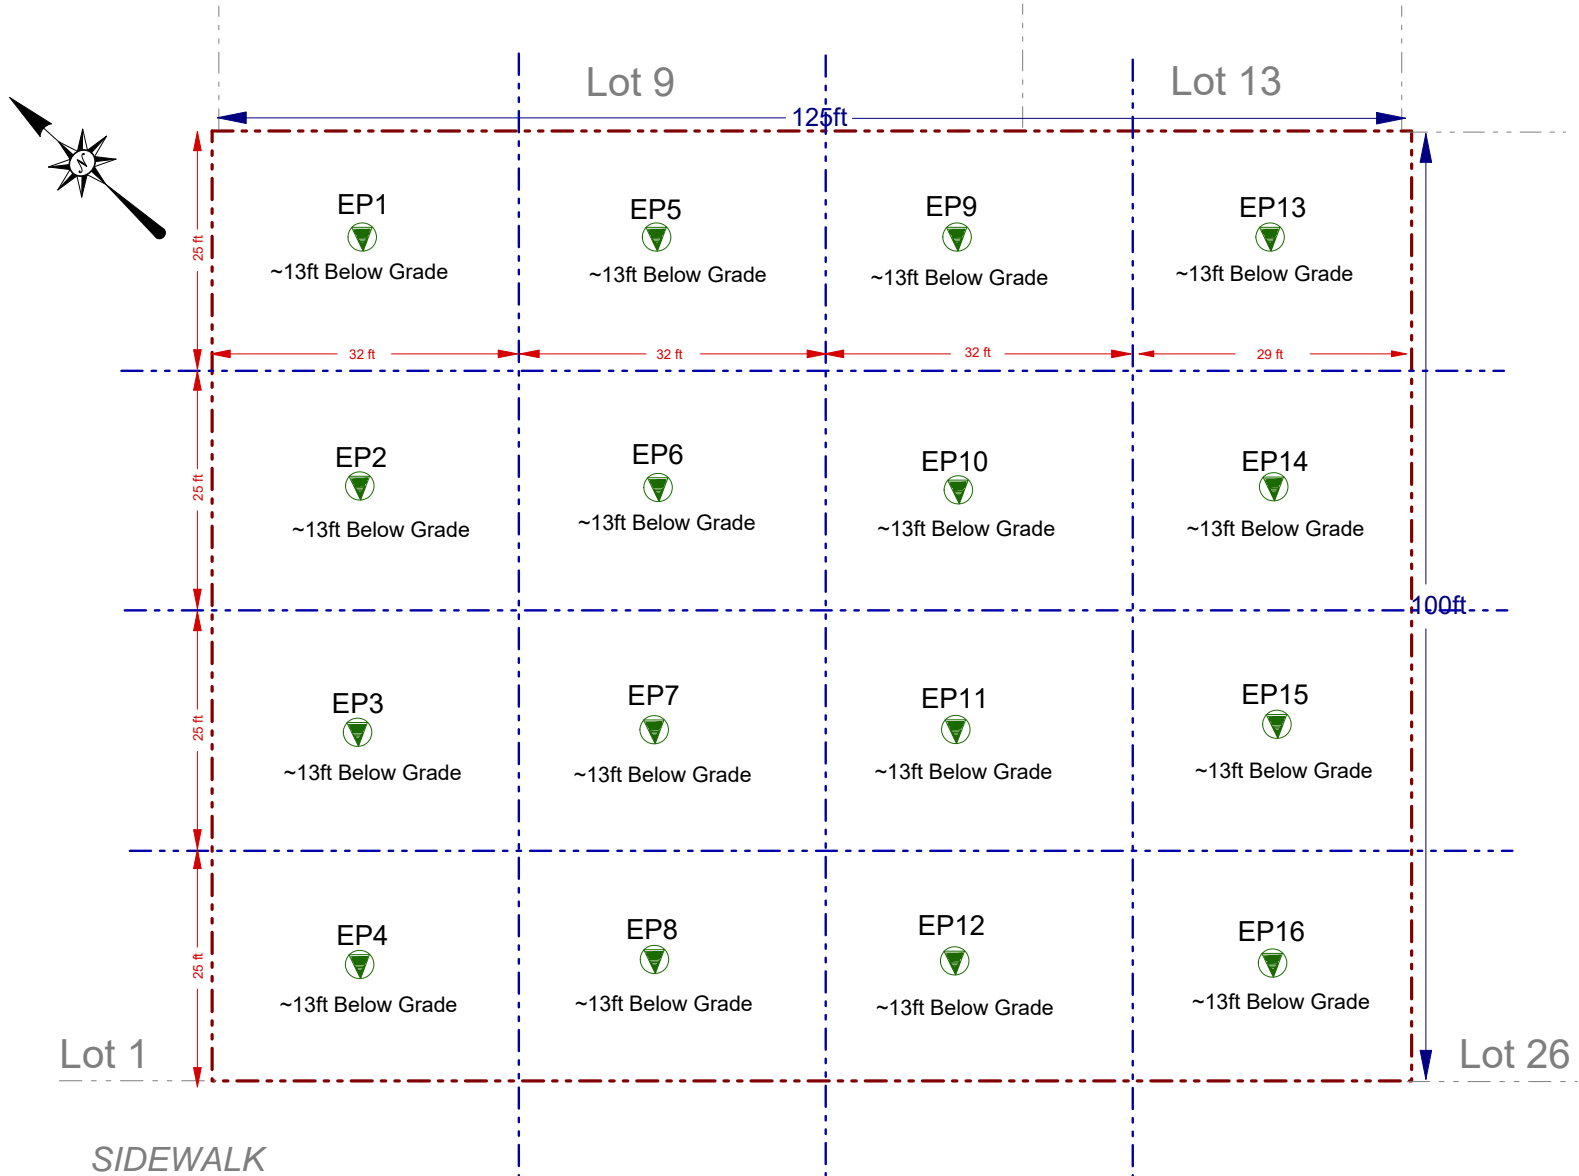 Lot 9
Lot 13
125ft
N
EP1
EP5
EP9
EP13
25 ft
~13ft Below Grade
~13ft Below Grade
~13ft Below Grade
~13ft Below Grade
32 ft
32 ft
32 ft
29 ft
EP2
EP6
EP10
EP14
25 ft
~13ft Below Grade
~13ft Below Grade
~13ft Below Grade
~13ft Below Grade
100ft
EP3
EP7
EP11
EP15
25 ft
~13ft Below Grade
~13ft Below Grade
~13ft Below Grade
~13ft Below Grade
EP4
EP8
EP12
EP16
25 ft
~13ft Below Grade
~13ft Below Grade
~13ft Below Grade
~13ft Below Grade
Lot 1
Lot 26
SIDEWALK